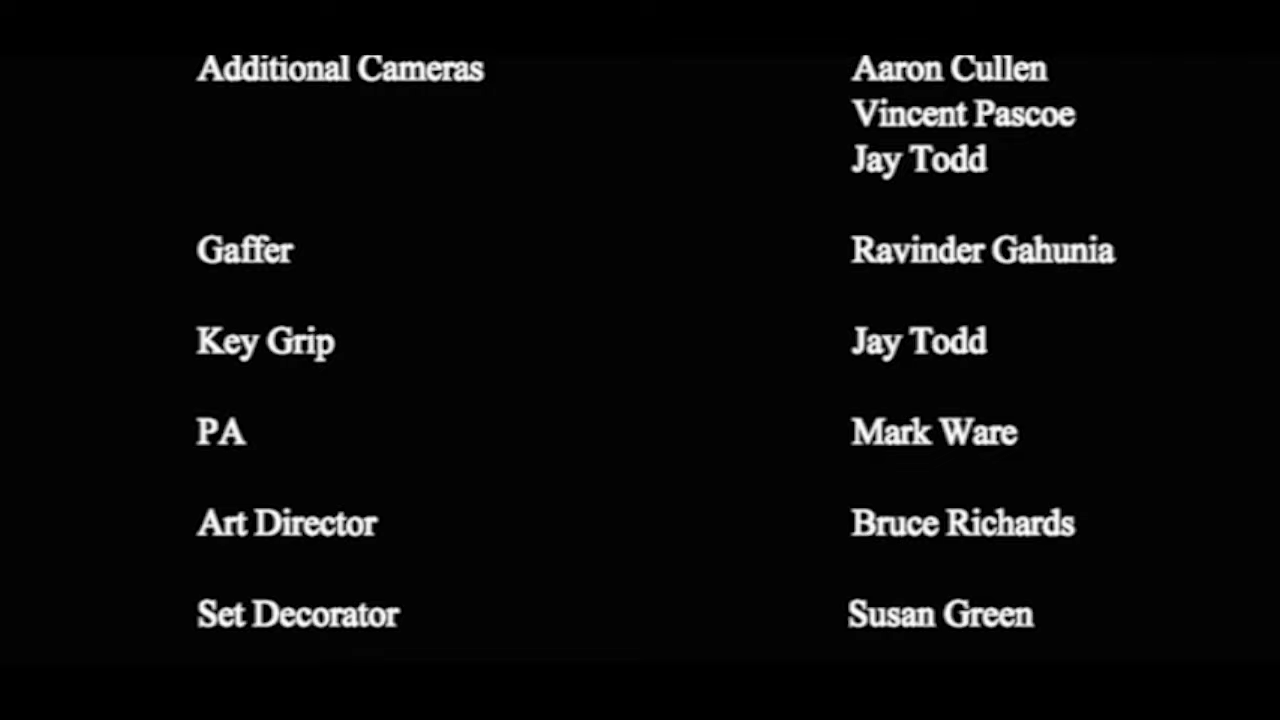 Additional Cameras Aaron Cullen
Vincent Pascoe
Jay Todd
Gaffer Ravinder Gahunia
Key Grip Jay Todd
PA Mark Ware
Art Director Bruce Richards
Set Decorator Susan Green